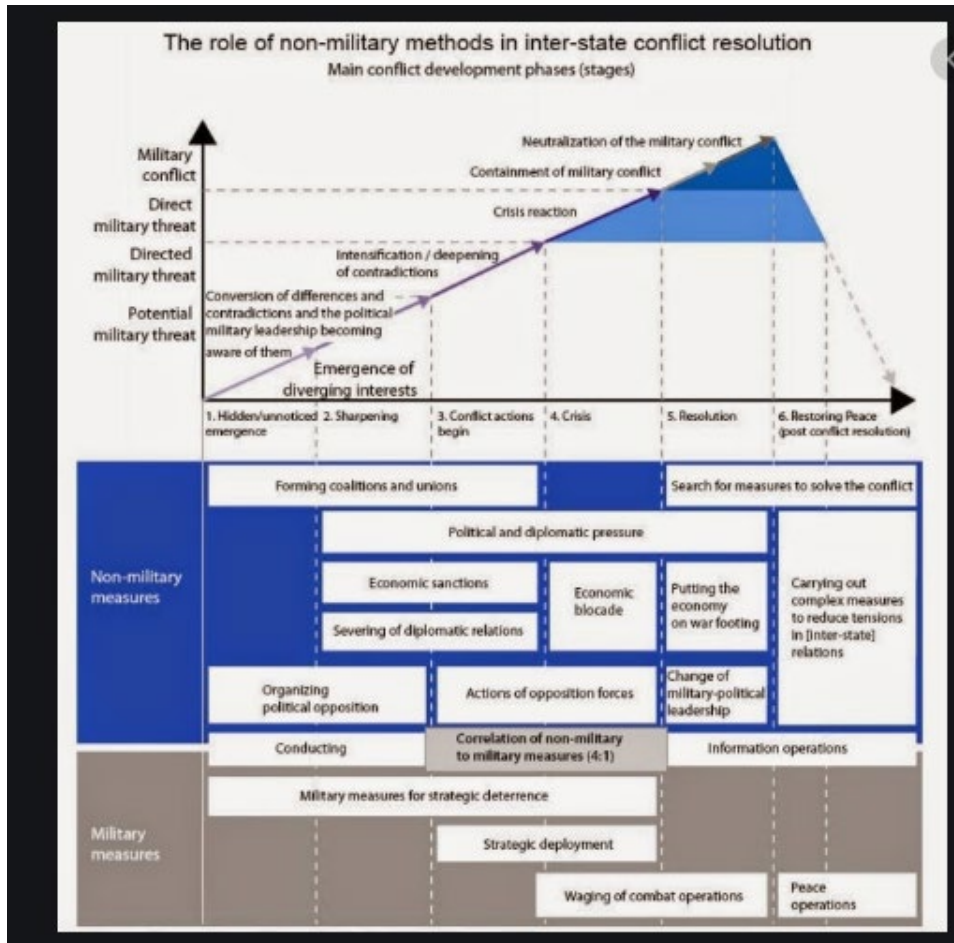 The role of non-military methods in inter-state conflict resolution
Main conflict development phases (stages)
Neutralization of the military conflict
Military
conflict
Containment of military conflict
Direct
military threat
Crisis reaction
Directed
military threat
Intensification / deepening
of contradictions
Potential
military threat
Conversion of differences and
contradictions and the political
military leadership becoming
aware of them
Emergence of
diverging interests
1. Hidden/unnoticed
emergence
2. Sharpening
3. Conflict actions
begin
4. Crisis
5. Resolution
6. Restoring Peace
(post conflict resolution)
Non-military
measures
Forming coalitions and unions
Search for measures to solve the conflict
Political and diplomatic pressure
Economic sanctions
Economic
blocade
Putting the
economy
on war footing
Carrying out
complex measures
to reduce tensions
in [inter-state]
relations
Severing of diplomatic relations
Organizing
political opposition
Actions of opposition forces
Change of
military-political
leadership
Conducting
Correlation of non-military
to military measures (4:1)
Information operations
Military
measures
Military measures for strategic deterrence
Strategic deployment
Waging of combat operations
Peace
operations